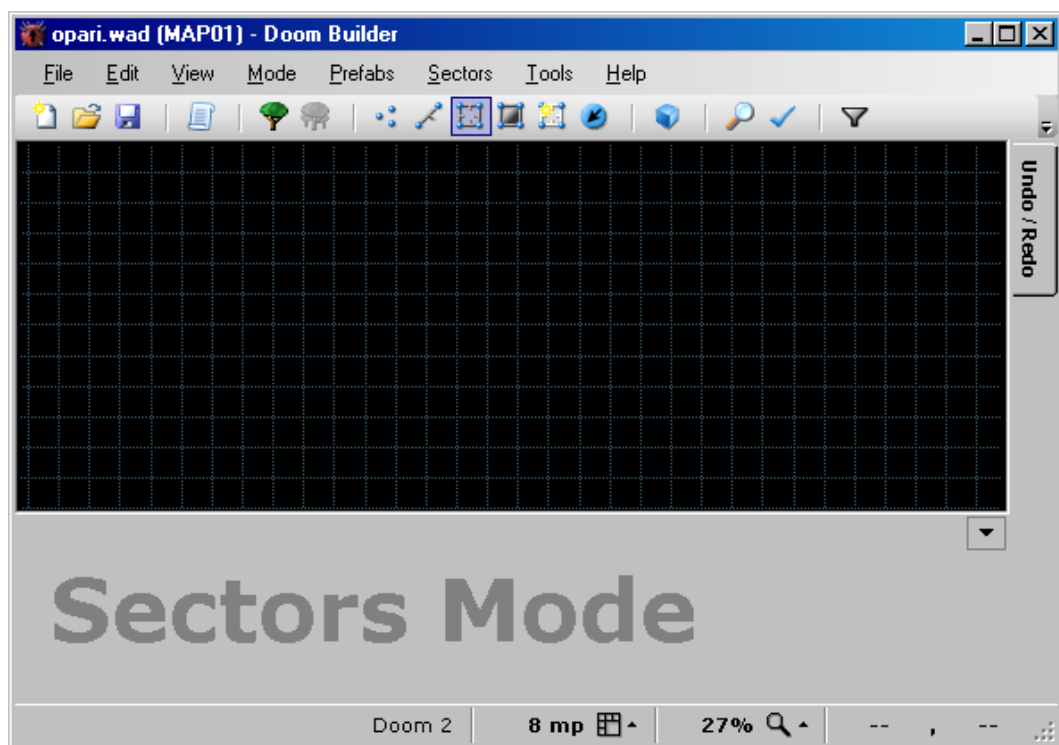 opari.wad (MAP01) - Doom Builder
File Edit View Mode Prefabs Sectors Tools Help
Undo / Redo
Sectors Mode
Doom 2 8 mp 27% -- , --